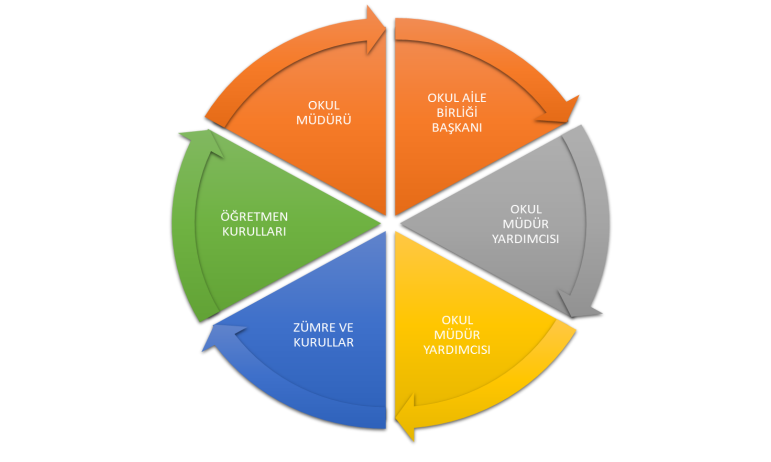 OKUL
MÜDÜRÜ
OKUL AİLE
BİRLİĞİ
BAŞKANI
OKUL
MÜDÜR
YARDIMCISI
OKUL
MÜDÜR
YARDIMCISI
ZÜMRE VE
KURULLAR
ÖĞRETMEN
KURULLARI